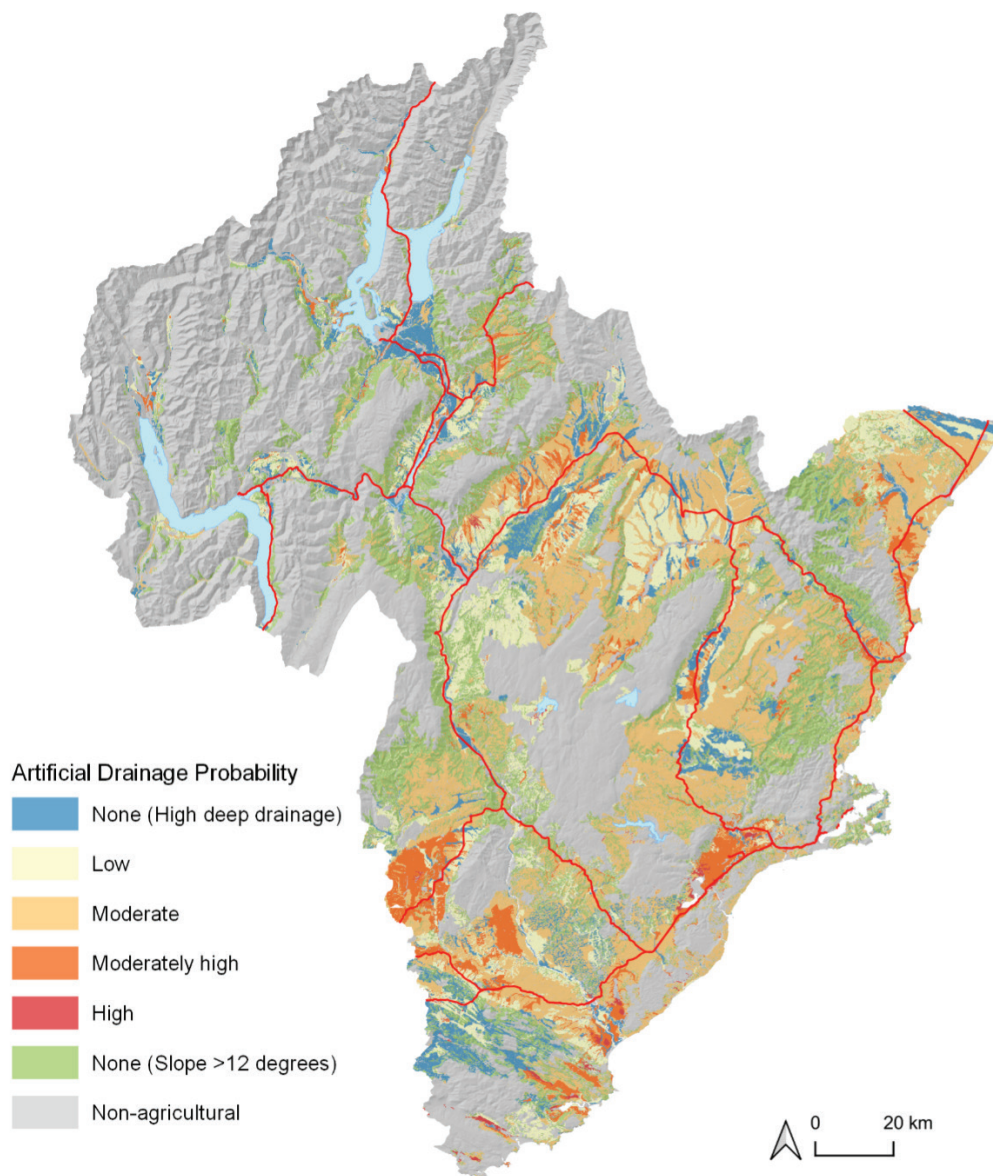 Artificial Drainage Probability
None (High deep drainage)
Low
Moderate
Moderately high
High
None (Slope >12 degrees)
Non-agricultural
0 20 km